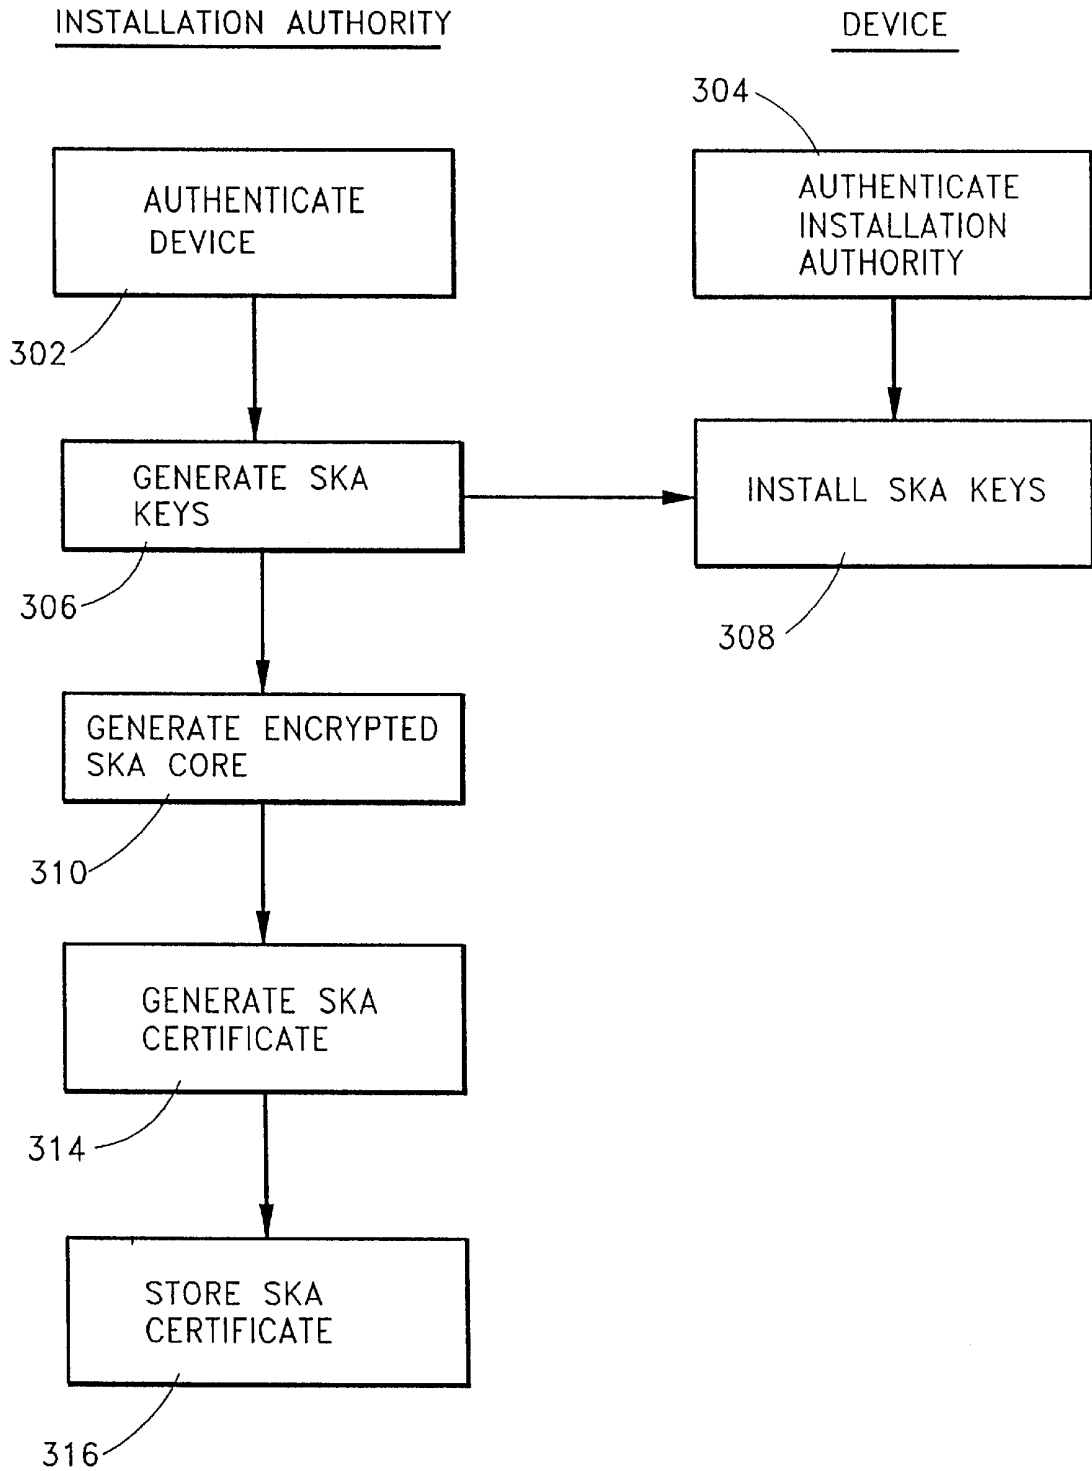 INSTALLATION AUTHORITY
DEVICE
304
AUTHENTICATE
DEVICE
AUTHENTICATE
INSTALLATION
AUTHORITY
302
GENERATE SKA
KEYS
INSTALL SKA KEYS
306
308
GENERATE ENCRYPTED
SKA CORE
310
GENERATE SKA
CERTIFICATE
314
STORE SKA
CERTIFICATE
316